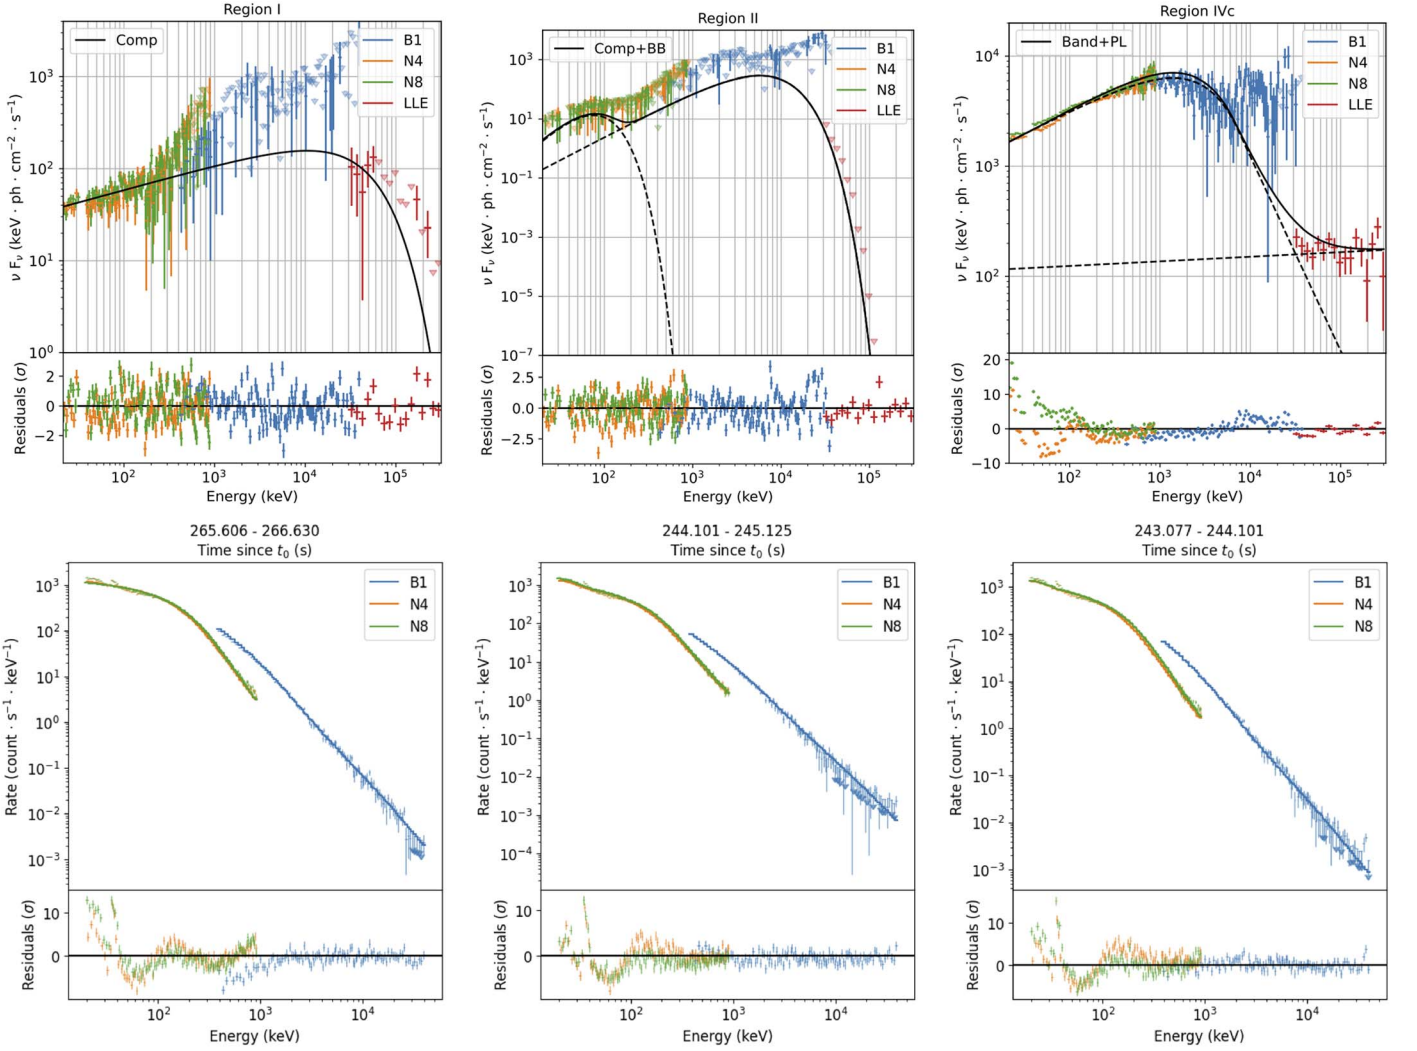 Region I
Comp
B1
N4
N8
LLE
10³
10²
10¹
10⁰
ν Fᵥ (keV · ph · cm⁻² · s⁻¹)
2
0
−2
Residuals (σ)
10² 10³ 10⁴ 10⁵
Energy (keV)
Region II
Comp+BB
B1
N4
N8
LLE
10³
10¹
10⁻¹
10⁻³
10⁻⁵
10⁻⁷
ν Fᵥ (keV · ph · cm⁻² · s⁻¹)
2.5
0.0
−2.5
Residuals (σ)
10² 10³ 10⁴ 10⁵
Energy (keV)
Region IVc
Band+PL
B1
N4
N8
LLE
10⁴
10³
10²
ν Fᵥ (keV · ph · cm⁻² · s⁻¹)
20
10
0
−10
Residuals (σ)
10² 10³ 10⁴ 10⁵
Energy (keV)
265.606 - 266.630
Time since t₀ (s)
B1
N4
N8
10³
10²
10¹
10⁰
10⁻¹
10⁻²
10⁻³
Rate (count · s⁻¹ · keV⁻¹)
10
0
Residuals (σ)
10² 10³ 10⁴
Energy (keV)
244.101 - 245.125
Time since t₀ (s)
B1
N4
N8
10³
10²
10¹
10⁰
10⁻¹
10⁻²
10⁻³
10⁻⁴
Rate (count · s⁻¹ · keV⁻¹)
10
0
Residuals (σ)
10² 10³ 10⁴
Energy (keV)
243.077 - 244.101
Time since t₀ (s)
B1
N4
N8
10³
10²
10¹
10⁰
10⁻¹
10⁻²
10⁻³
Rate (count · s⁻¹ · keV⁻¹)
10
0
Residuals (σ)
10² 10³ 10⁴
Energy (keV)